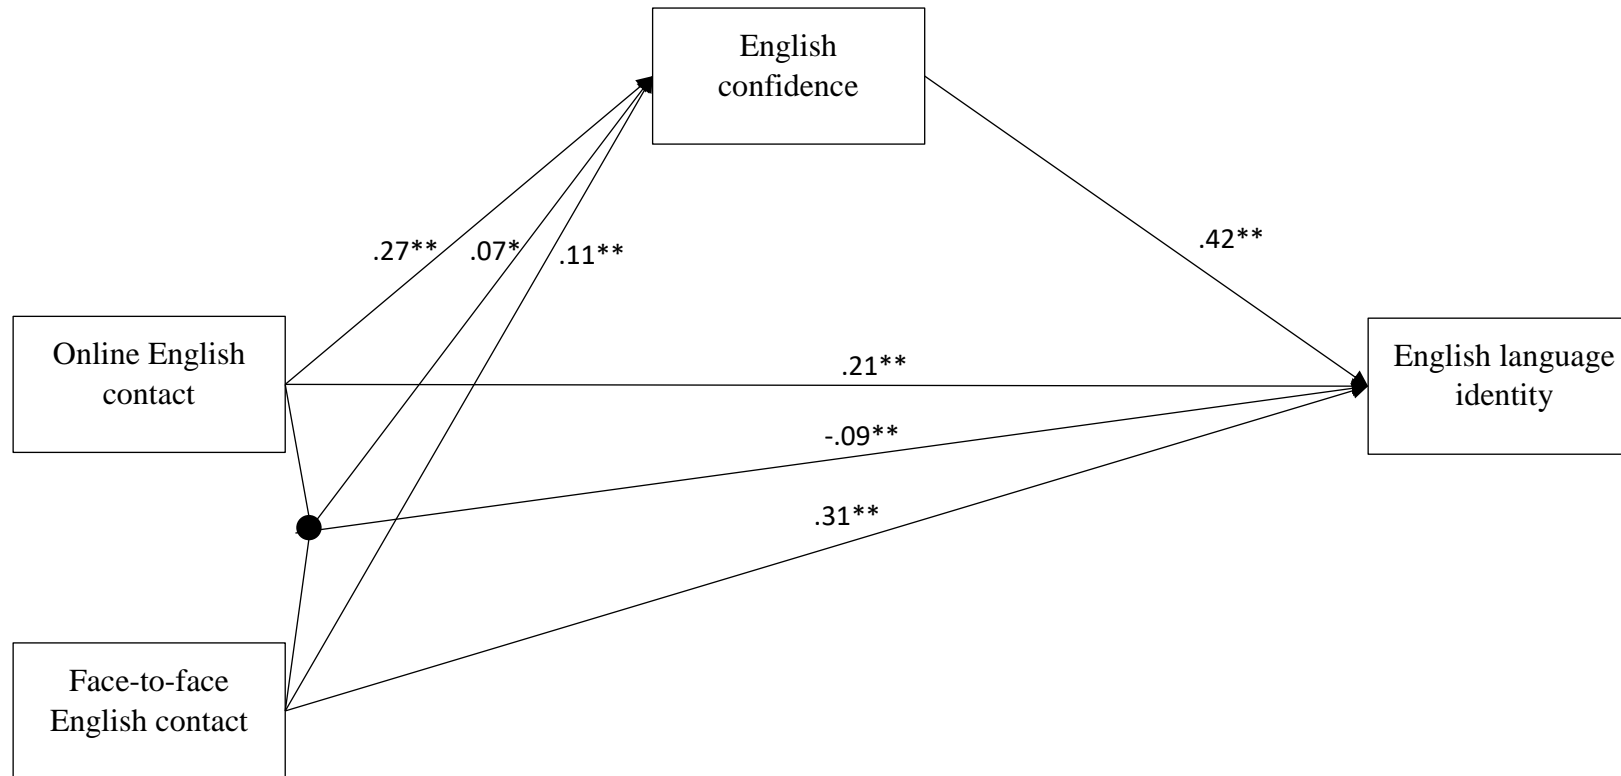 English
confidence
.27**
.07*
.11**
.42**
Online English
contact
.21**
English language
identity
-.09**
.31**
Face-to-face
English contact